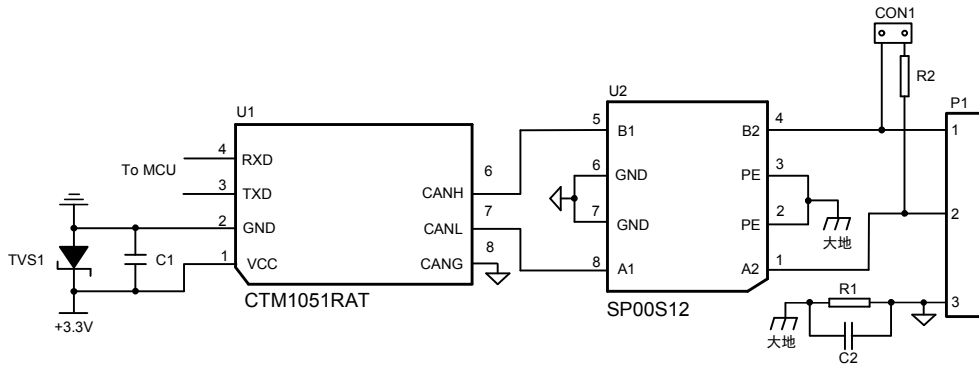 CON1
R2
P1
U1
U2
5
B1
B2
4
1
4
RXD
To MCU
3
TXD
6
CANH
6
GND
PE
3
2
GND
7
CANL
7
GND
PE
2
大地
2
TVS1
C1
1
VCC
8
CANG
8
A1
A2
1
CTM1051RAT
SP00S12
R1
3
+3.3V
大地
C2